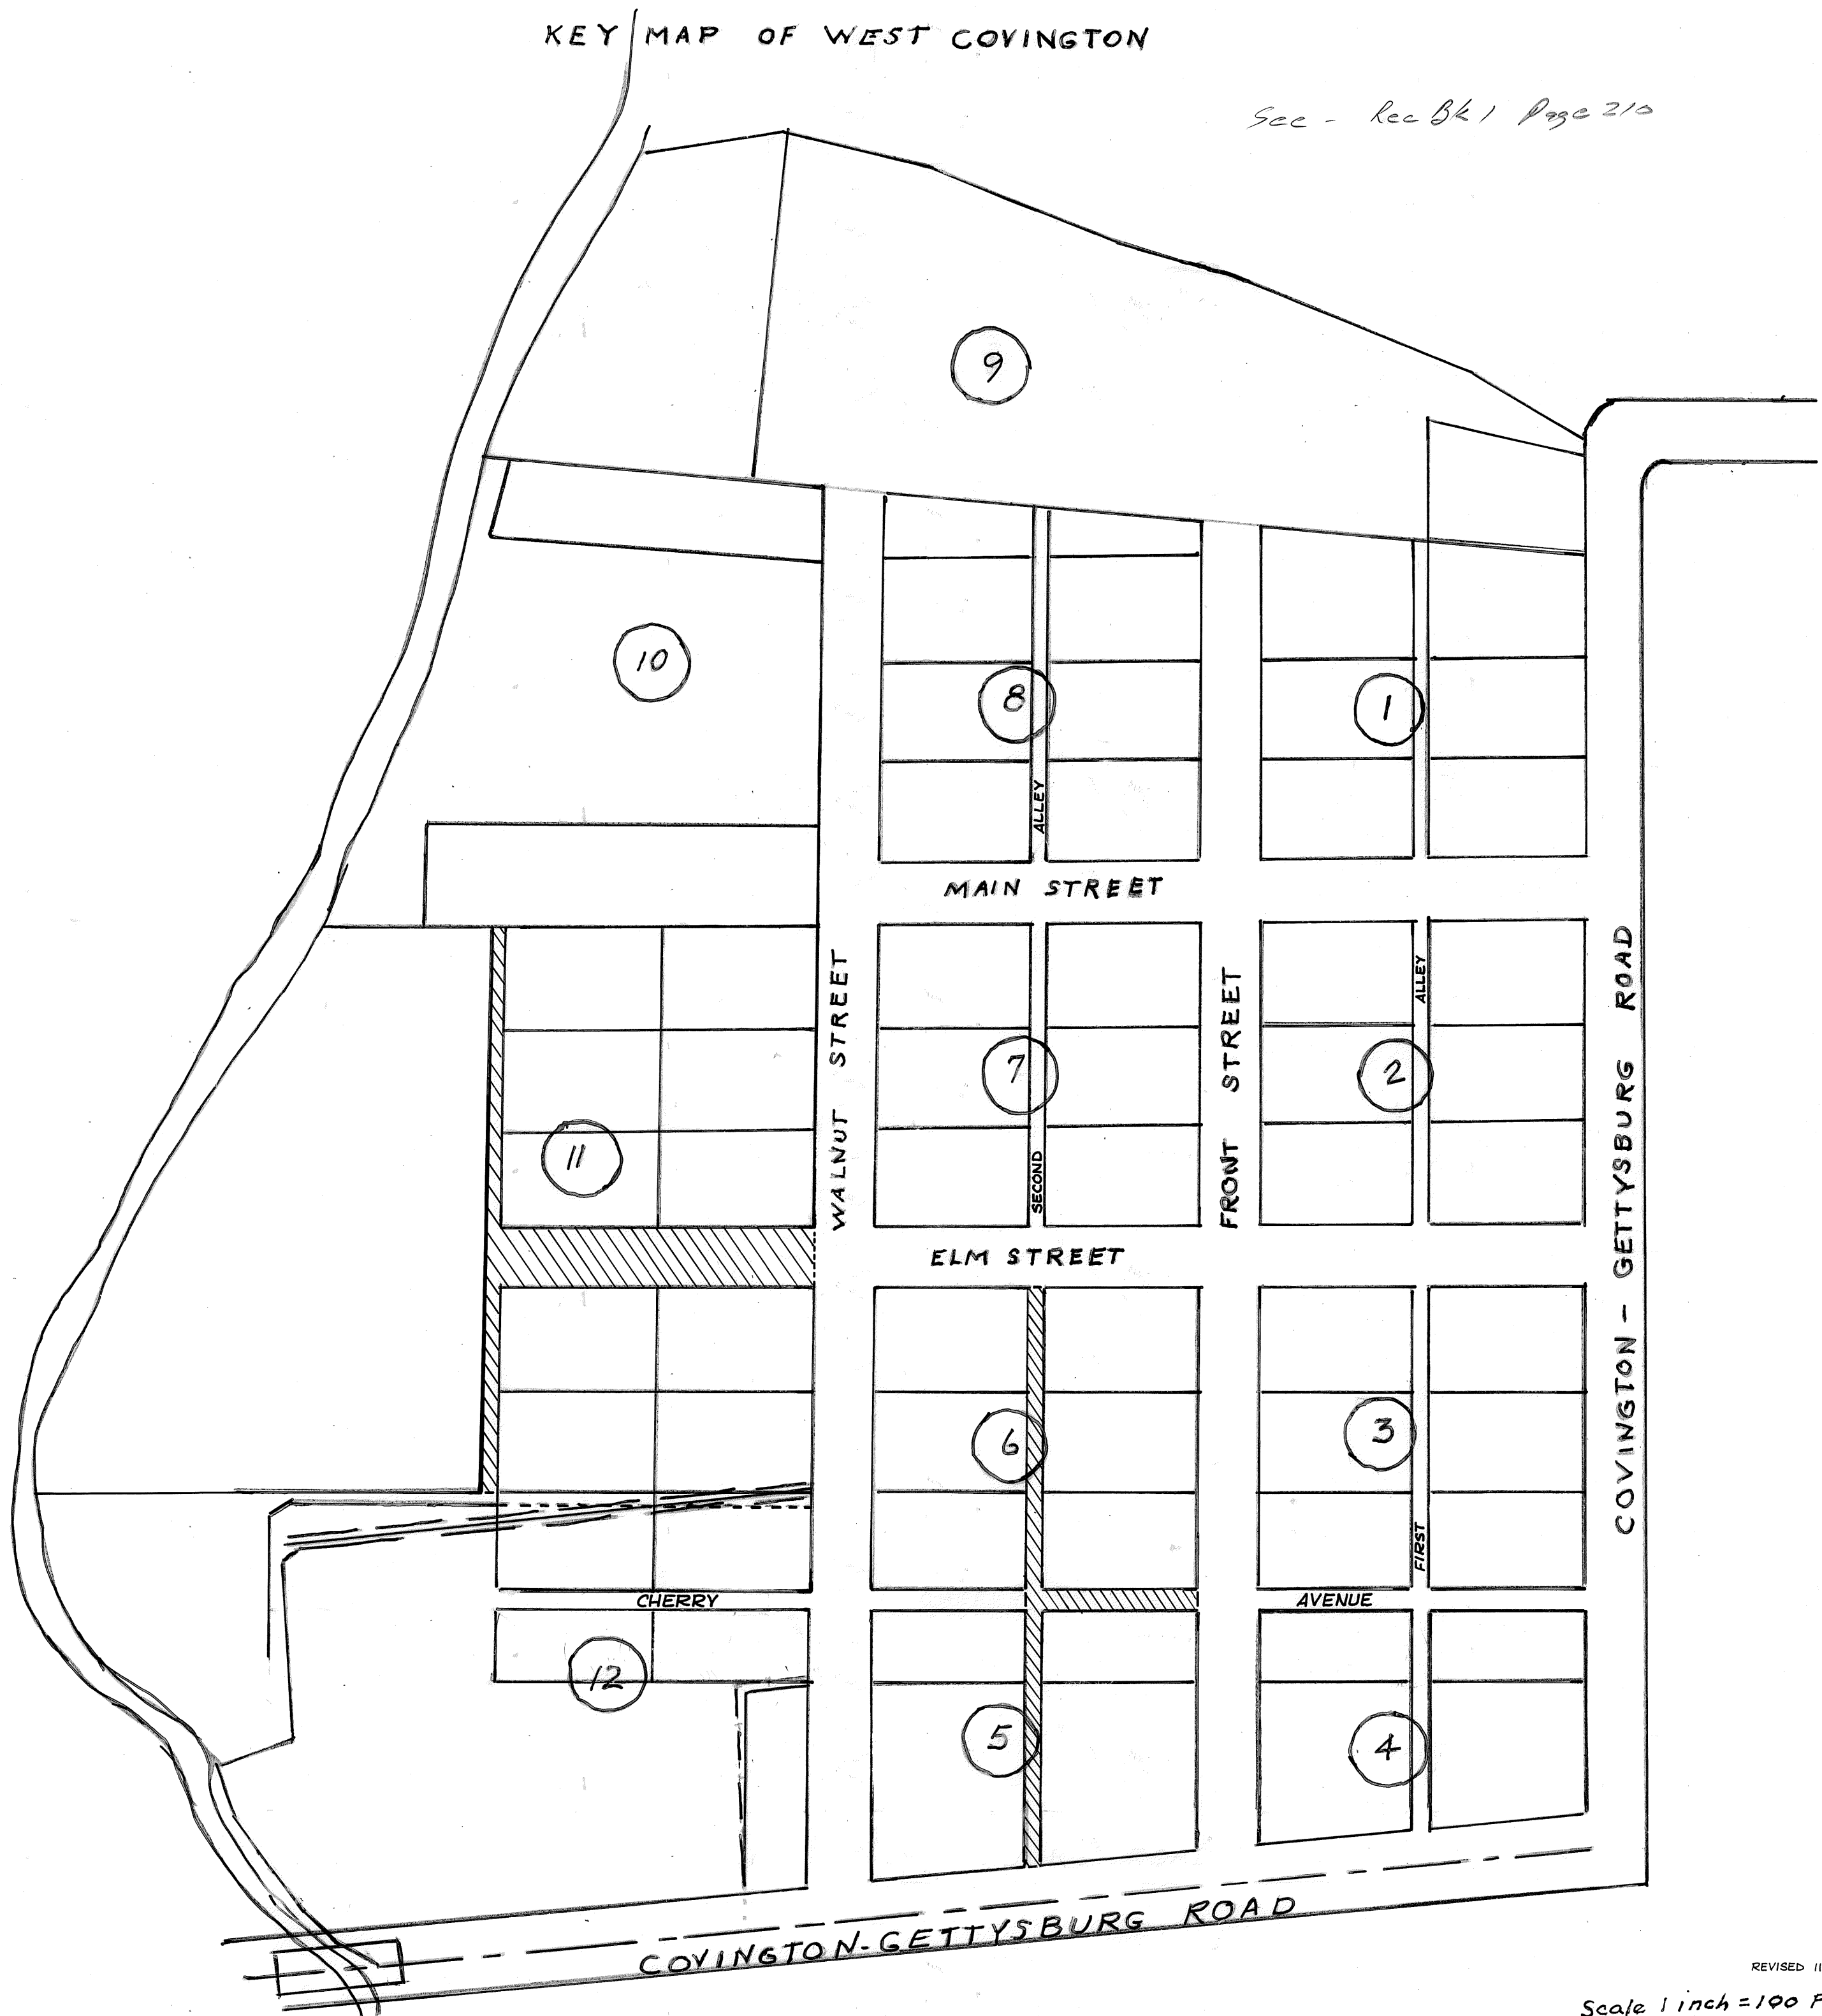 KEY MAP OF WEST COVINGTON
See - Rec Bk 1 Page 210
9
10
8
1
ALLEY
MAIN STREET
WALNUT STREET
FRONT STREET
ALLEY
COVINGTON - GETTYSBURG ROAD
7
2
11
SECOND
ELM STREET
6
3
FIRST
CHERRY AVENUE
12
5
4
COVINGTON-GETTYSBURG ROAD
REVISED 11
Scale 1 inch = 100 F